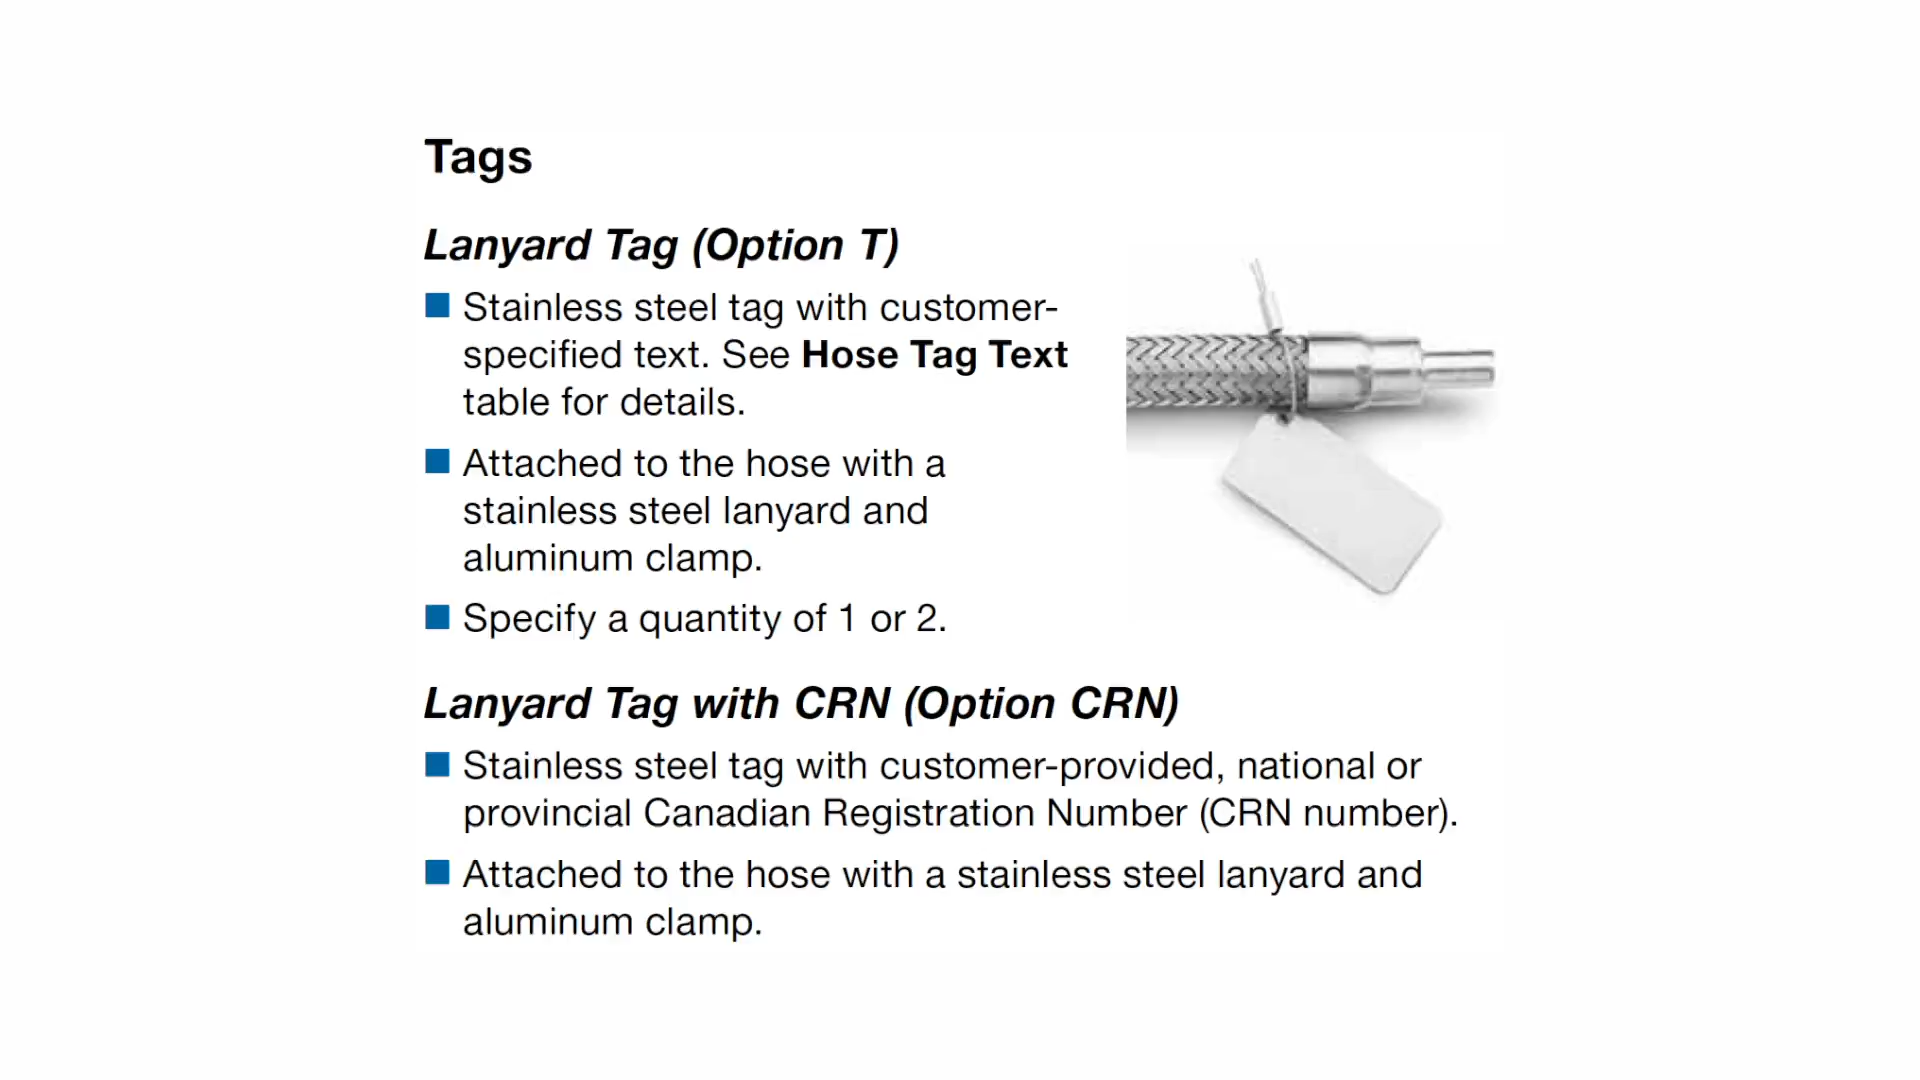 Tags
Lanyard Tag (Option T)
Stainless steel tag with customer-
specified text. See Hose Tag Text
table for details.
Attached to the hose with a
stainless steel lanyard and
aluminum clamp.
Specify a quantity of 1 or 2.
Lanyard Tag with CRN (Option CRN)
Stainless steel tag with customer-provided, national or
provincial Canadian Registration Number (CRN number).
Attached to the hose with a stainless steel lanyard and
aluminum clamp.